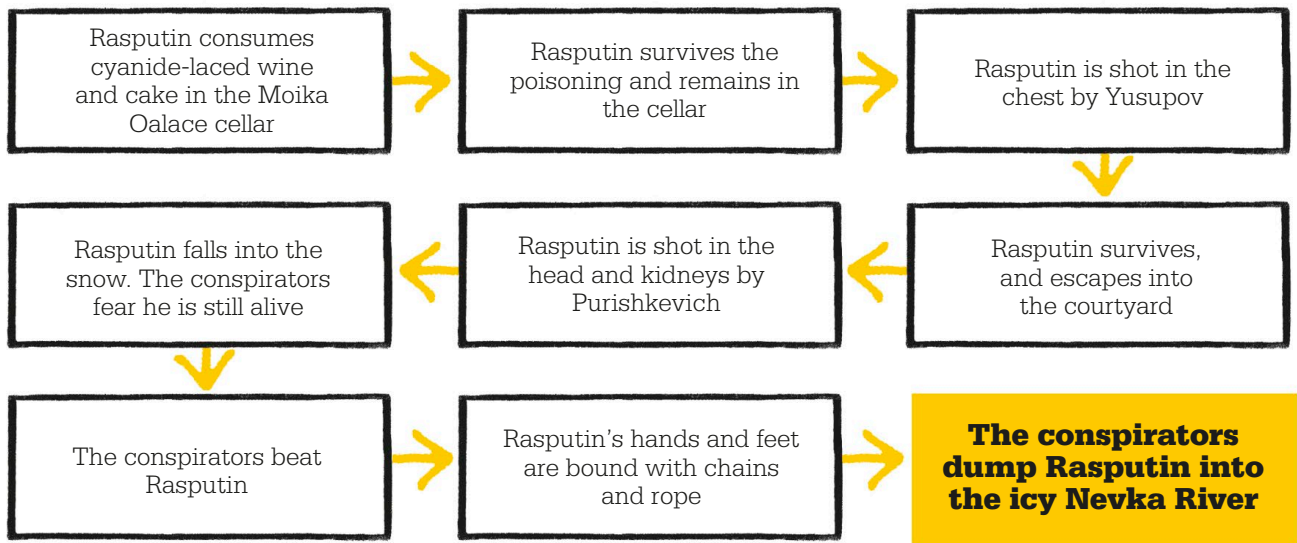 Rasputin consumes
cyanide-laced wine
and cake in the Moika
Oalace cellar
Rasputin survives the
poisoning and remains in
the cellar
Rasputin is shot in the
chest by Yusupov
Rasputin survives,
and escapes into
the courtyard
Rasputin is shot in the
head and kidneys by
Purishkevich
Rasputin falls into the
snow. The conspirators
fear he is still alive
The conspirators beat
Rasputin
Rasputin’s hands and feet
are bound with chains
and rope
The conspirators
dump Rasputin into
the icy Nevka River